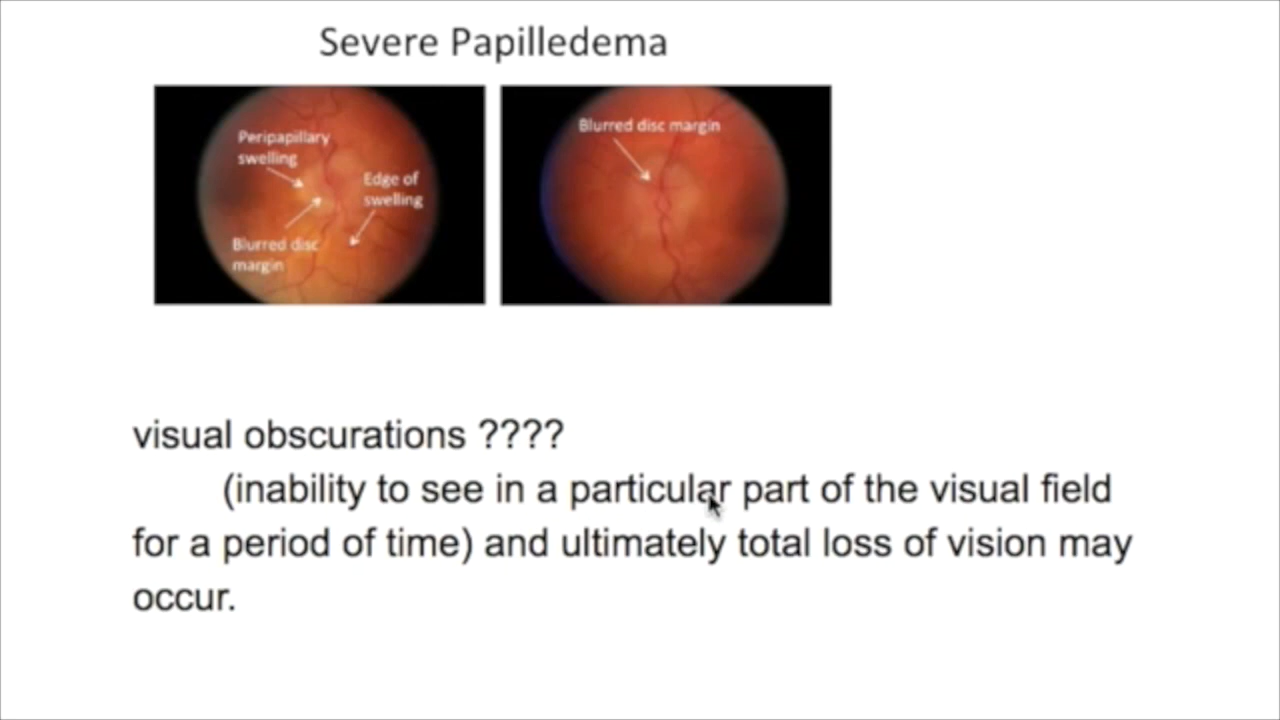 Severe Papilledema
Peripapillary
swelling
Edge of
swelling
Blurred disc
margin
Blurred disc margin
visual obscurations ????
(inability to see in a particular part of the visual field
for a period of time) and ultimately total loss of vision may
occur.